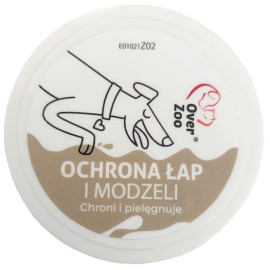 E01021Z02
Over
Zoo
®
OCHRONA ŁAP
I MODZELI
Chroni i pielęgnuje